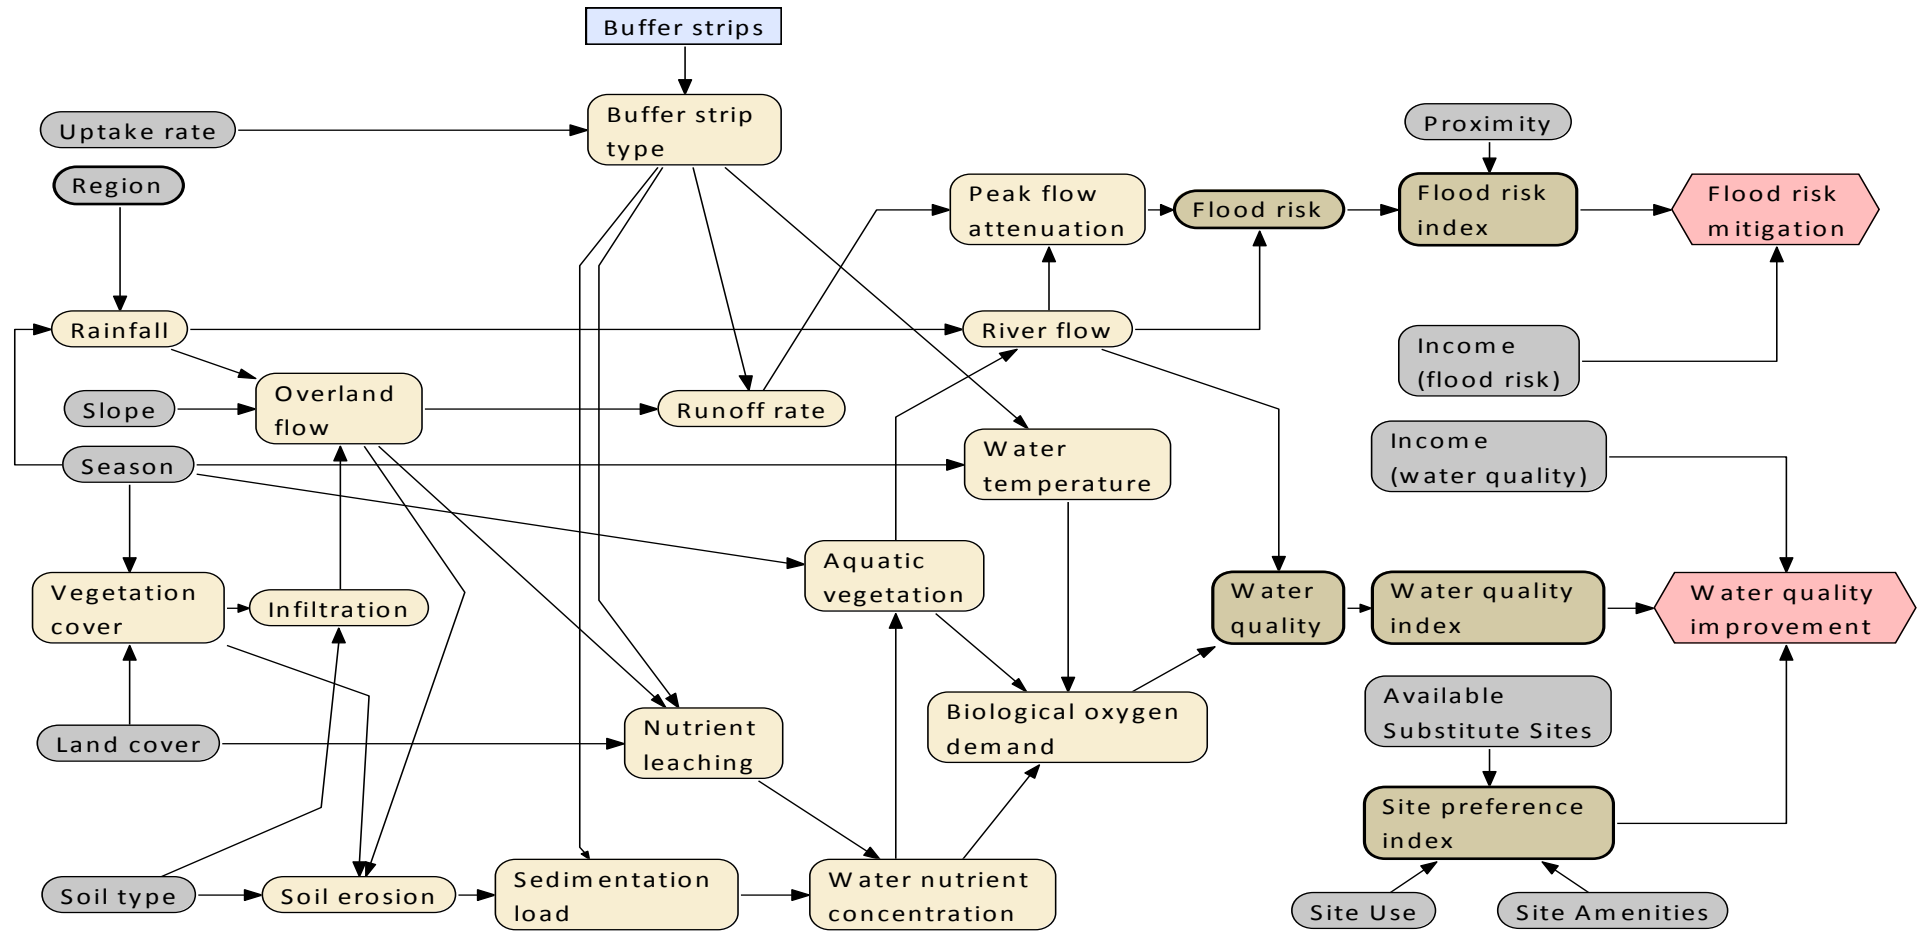 Buffer strips
Uptake rate
Buffer strip
type
Proximity
Region
Peak flow
attenuation
Flood risk
Flood risk
index
Flood risk
mitigation
Rainfall
River flow
Income
(flood risk)
Slope
Overland
flow
Runoff rate
Season
Water
temperature
Income
(water quality)
Vegetation
cover
Infiltration
Aquatic
vegetation
Water
quality
Water quality
index
Water quality
improvement
Land cover
Nutrient
leaching
Biological oxygen
demand
Available
Substitute Sites
Site preference
index
Soil type
Soil erosion
Sedimentation
load
Water nutrient
concentration
Site Use
Site Amenities